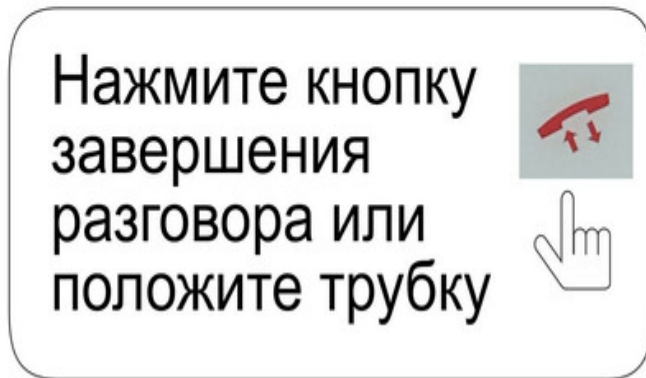 Нажмите кнопку
завершения
разговора или
положите трубку